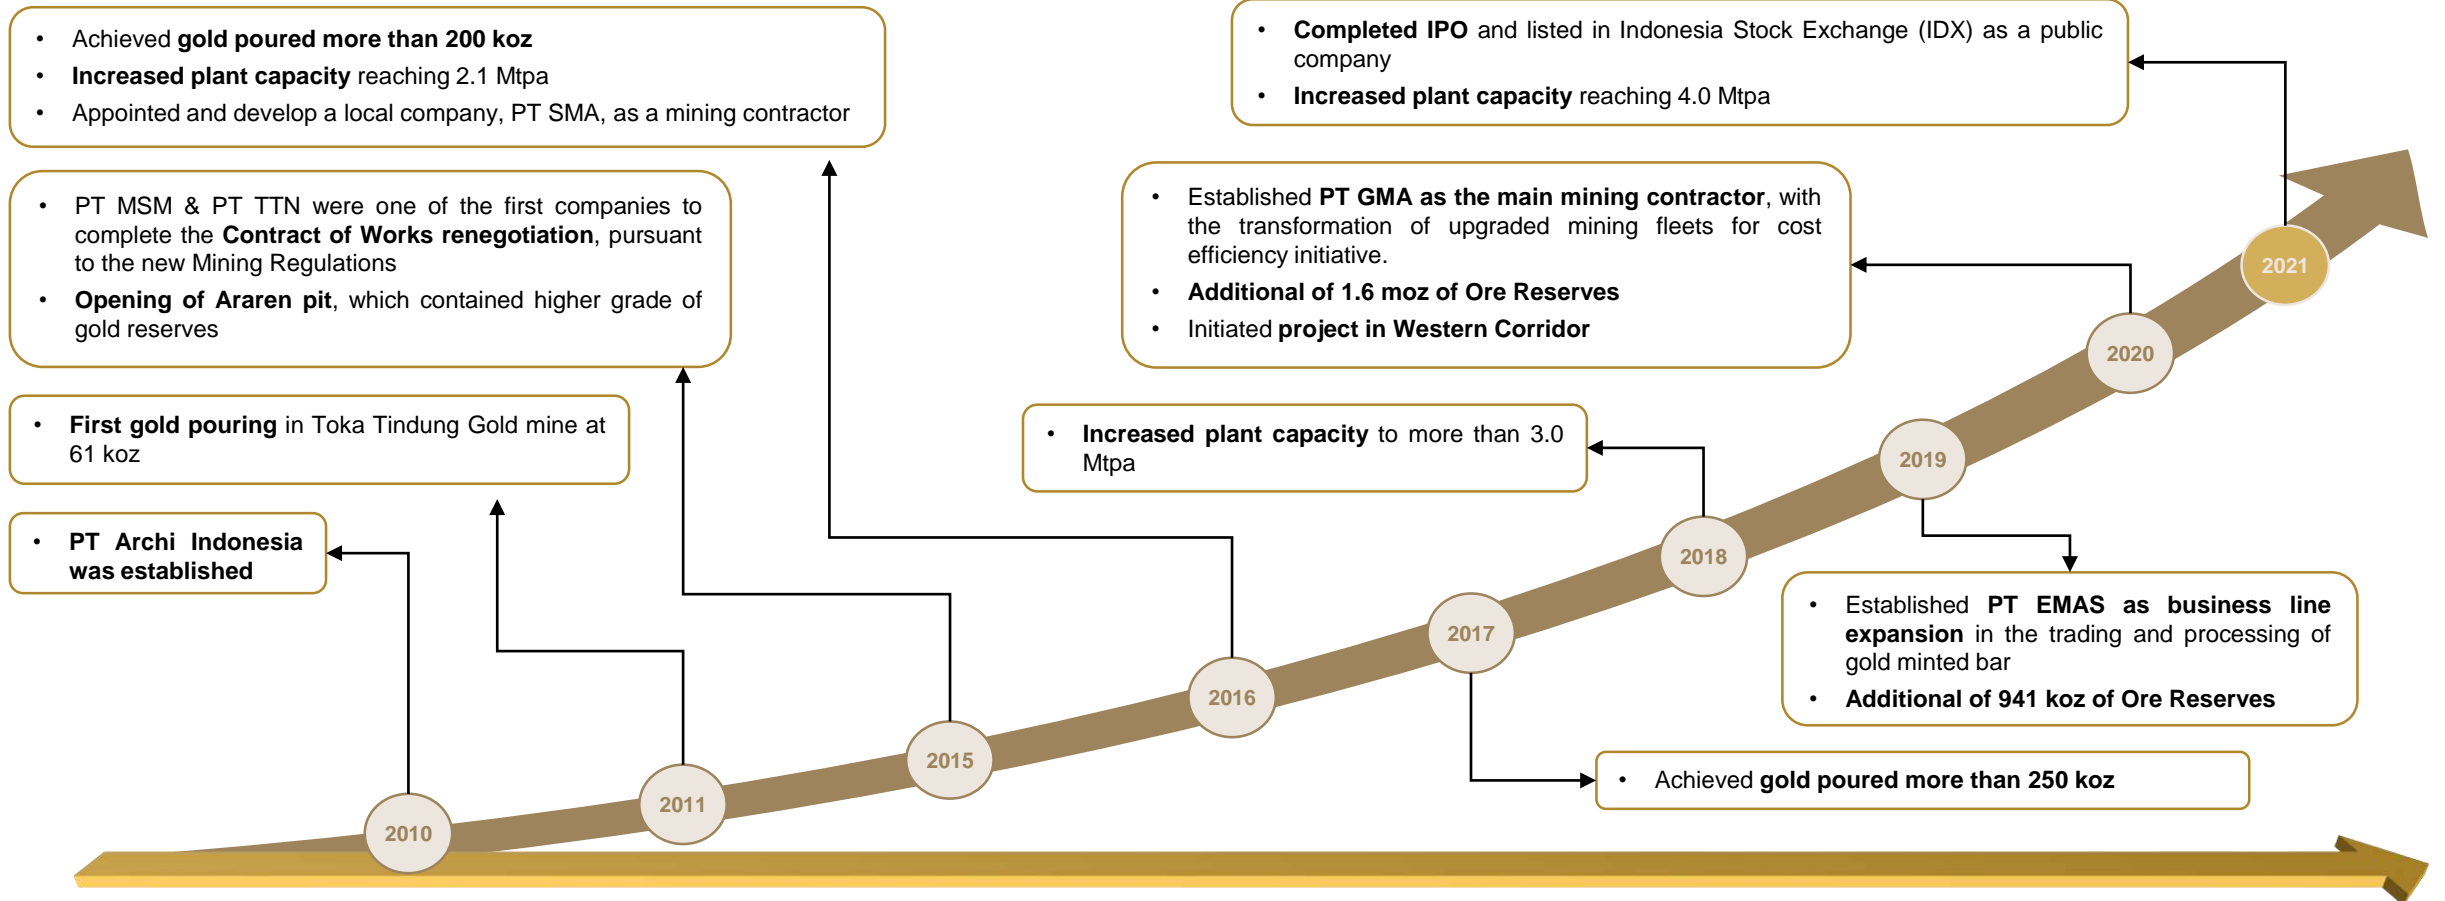 • Achieved gold poured more than 200 koz
• Increased plant capacity reaching 2.1 Mtpa
• Appointed and develop a local company, PT SMA, as a mining contractor
• PT MSM & PT TTN were one of the first companies to
complete the Contract of Works renegotiation, pursuant
to the new Mining Regulations
• Opening of Araren pit, which contained higher grade of
gold reserves
• First gold pouring in Toka Tindung Gold mine at
61 koz
• PT Archi Indonesia
was established
• Completed IPO and listed in Indonesia Stock Exchange (IDX) as a public
company
• Increased plant capacity reaching 4.0 Mtpa
• Established PT GMA as the main mining contractor, with
the transformation of upgraded mining fleets for cost
efficiency initiative.
• Additional of 1.6 moz of Ore Reserves
• Initiated project in Western Corridor
• Increased plant capacity to more than 3.0
Mtpa
• Established PT EMAS as business line
expansion in the trading and processing of
gold minted bar
• Additional of 941 koz of Ore Reserves
• Achieved gold poured more than 250 koz
2010
2011
2015
2016
2017
2018
2019
2020
2021